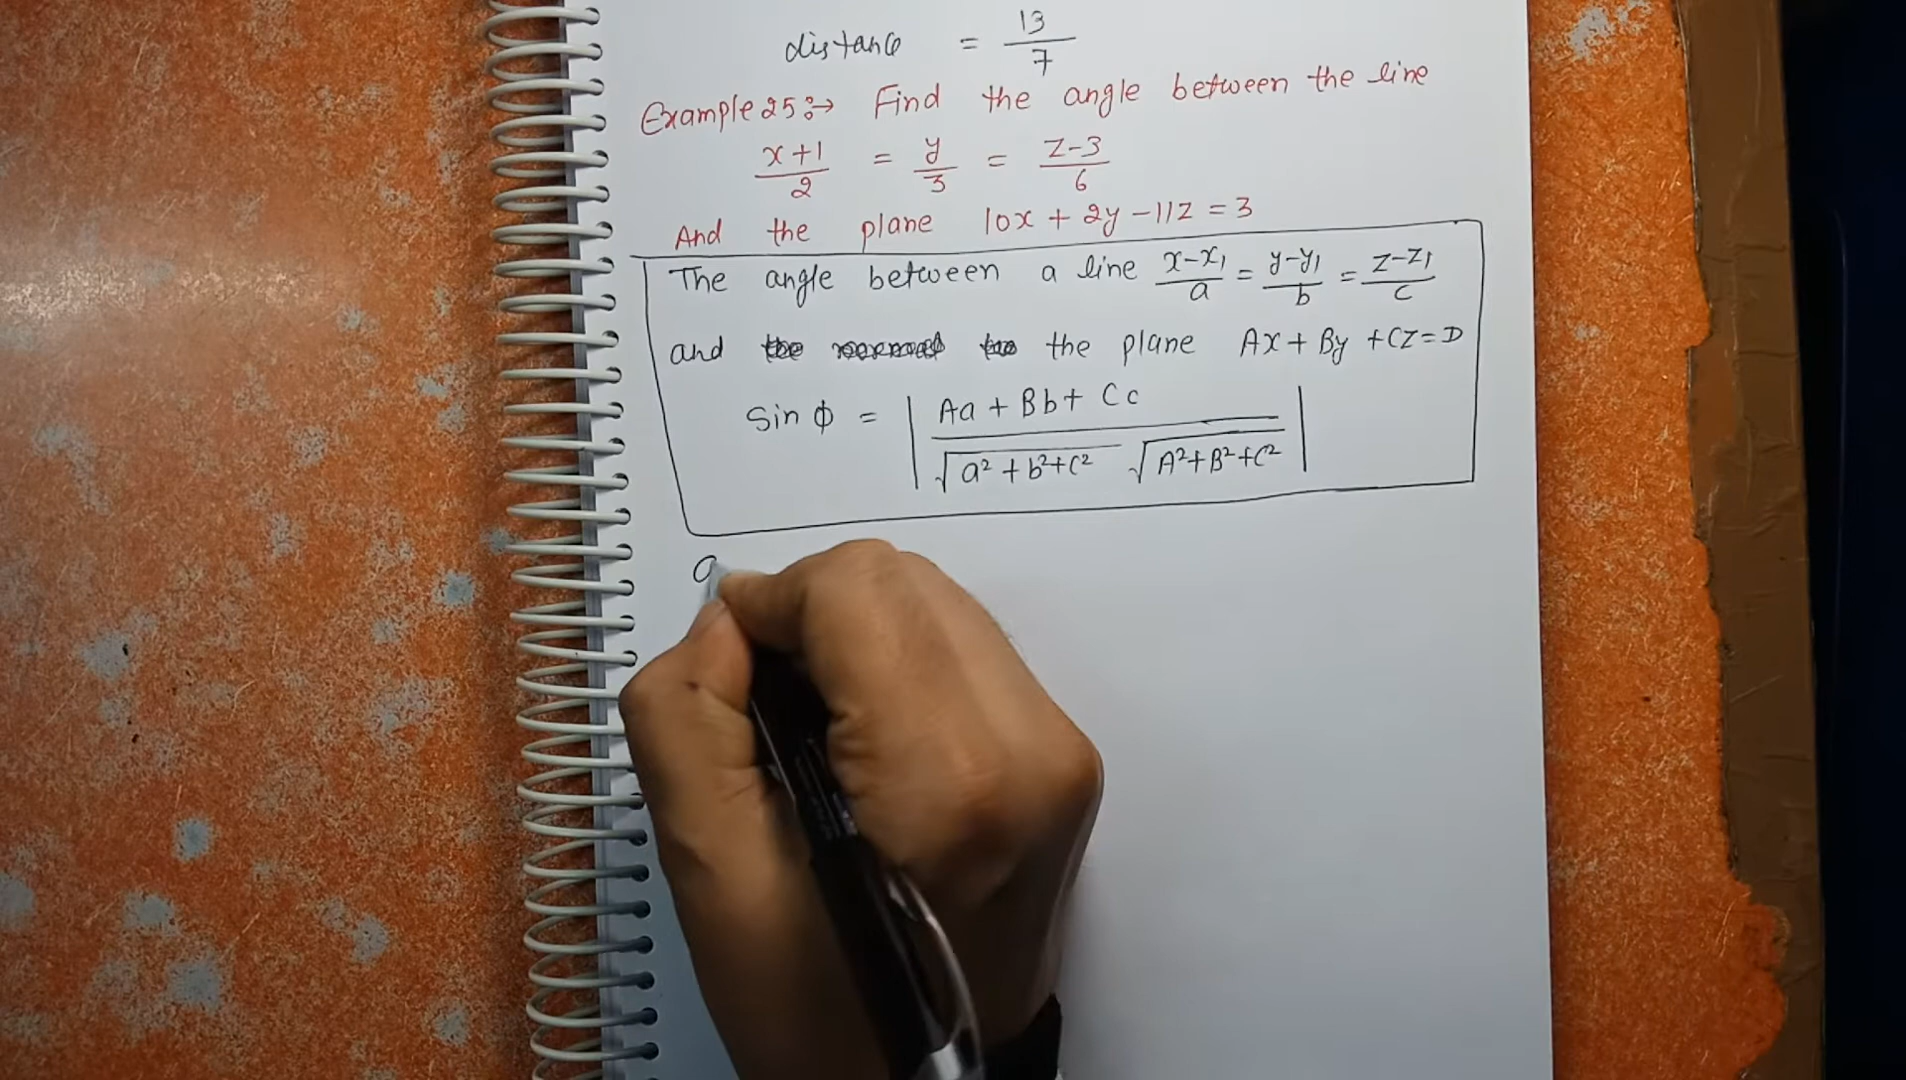 distance = 13/7
Example 25:→ Find the angle between the line
x+1/2 = y/3 = z-3/6
And the plane 10x + 2y -11z = 3
The angle between a line x-x₁/a = y-y₁/b = z-z₁/c
and the plane Ax + By + Cz = D
Sin ϕ = | Aa + Bb + Cc / √a² + b² + c² √A² + B² + C² |
a